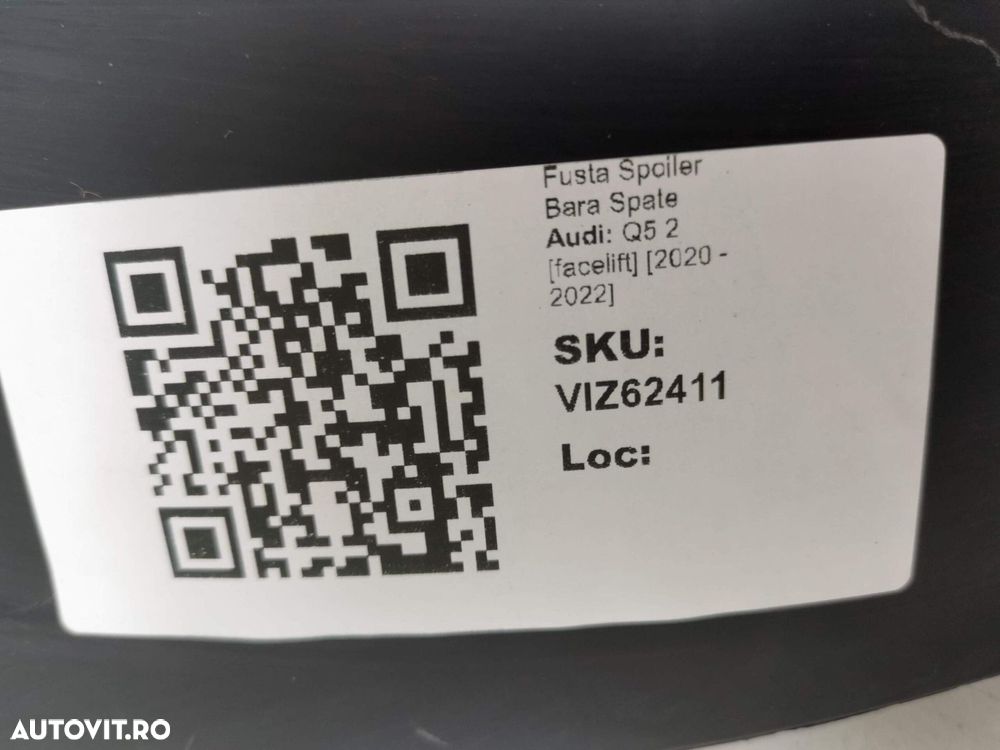 Fusta Spoiler
Bara Spate
Audi: Q5 2
[facelift] [2020 -
2022]
SKU:
VIZ62411
Loc:
AUTOVIT.RO